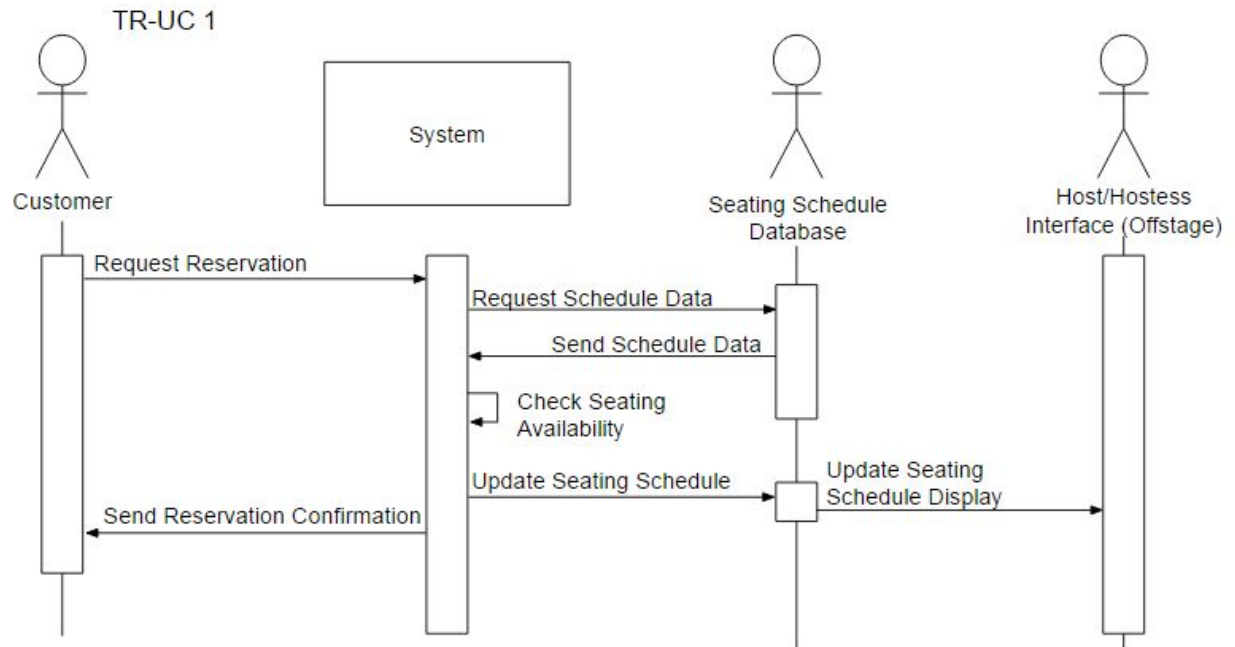 TR-UC 1
System
Customer
Seating Schedule
Database
Host/Hostess
Interface (Offstage)
Request Reservation
Request Schedule Data
Send Schedule Data
Check Seating
Availability
Update Seating Schedule
Update Seating
Schedule Display
Send Reservation Confirmation